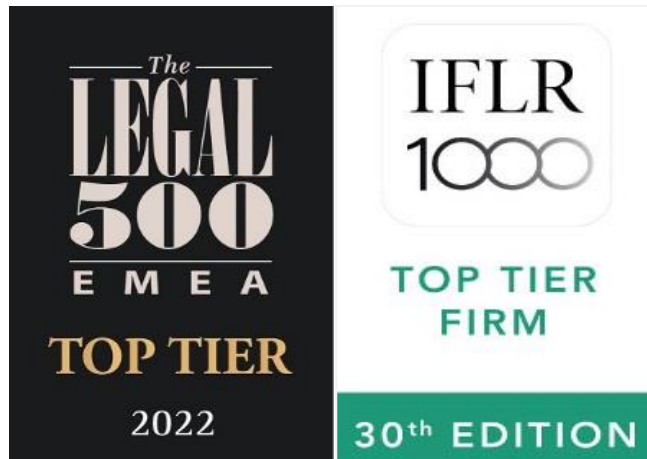 The
LEGAL
500
EMEA
TOP TIER
2022
IFLR
1000
TOP TIER
FIRM
30th EDITION